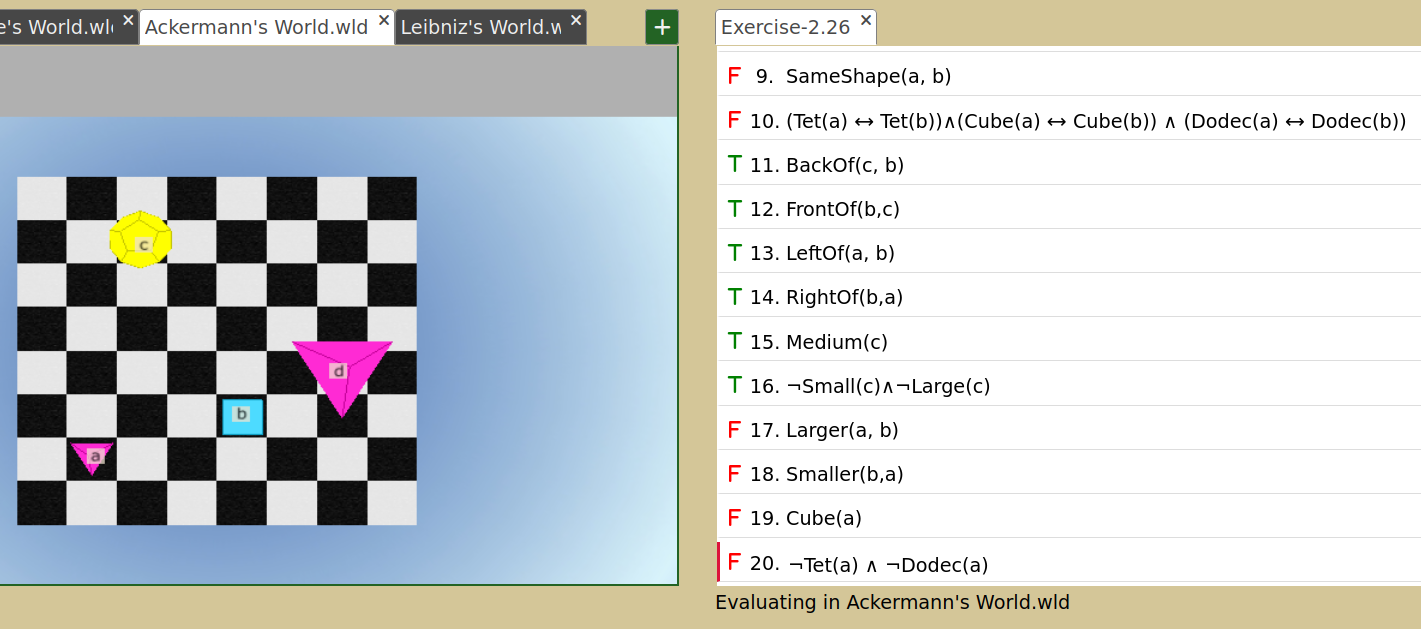 e's World.wl ×
Ackermann's World.wld ×
Leibniz's World.w ×
+
Exercise-2.26 ×
F 9. SameShape(a, b)
F 10. (Tet(a) ↔ Tet(b))∧(Cube(a) ↔ Cube(b)) ∧ (Dodec(a) ↔ Dodec(b))
T 11. BackOf(c, b)
T 12. FrontOf(b,c)
T 13. LeftOf(a, b)
T 14. RightOf(b,a)
T 15. Medium(c)
T 16. ¬Small(c)∧¬Large(c)
F 17. Larger(a, b)
F 18. Smaller(b,a)
F 19. Cube(a)
F 20. ¬Tet(a) ∧ ¬Dodec(a)
c
d
b
a
Evaluating in Ackermann's World.wld